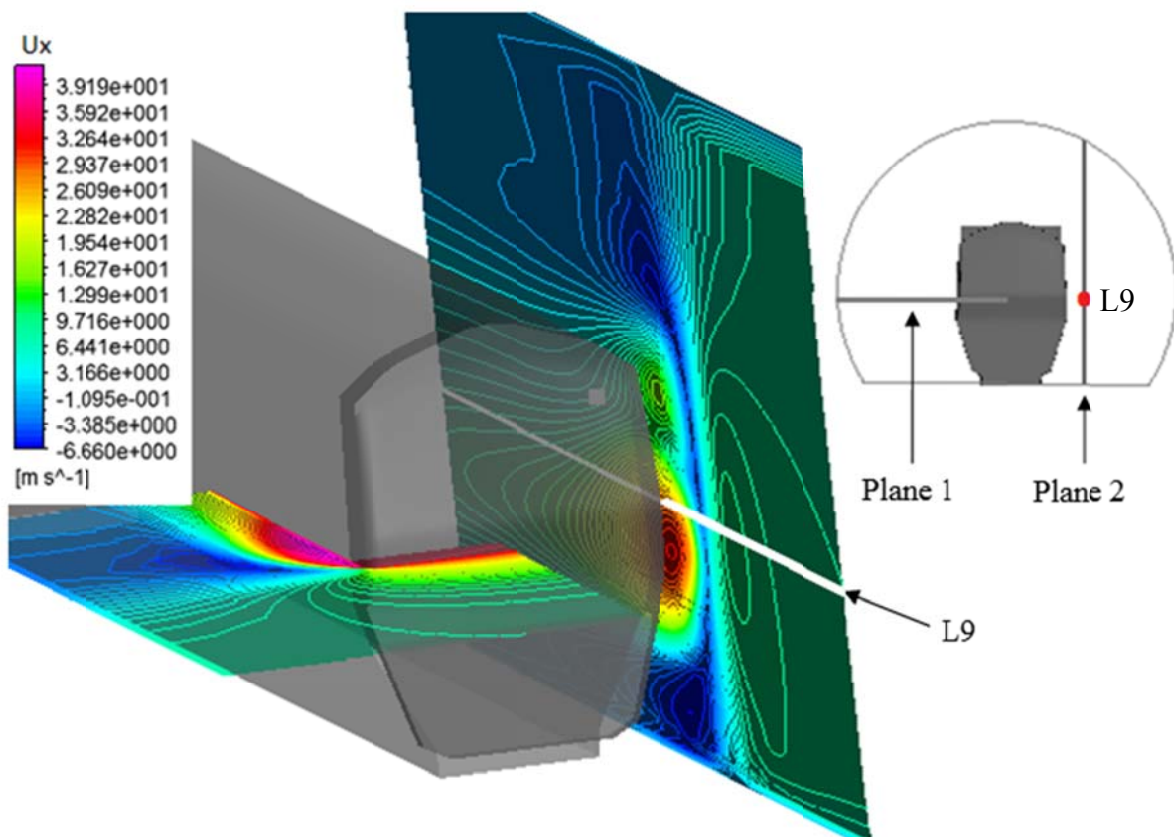 Ux
3.919e+001
3.592e+001
3.264e+001
2.937e+001
2.609e+001
2.282e+001
1.954e+001
1.627e+001
1.299e+001
9.716e+000
6.441e+000
3.166e+000
-1.095e-001
-3.385e+000
-6.660e+000
[m s^-1]
L9
Plane 1
Plane 2
L9